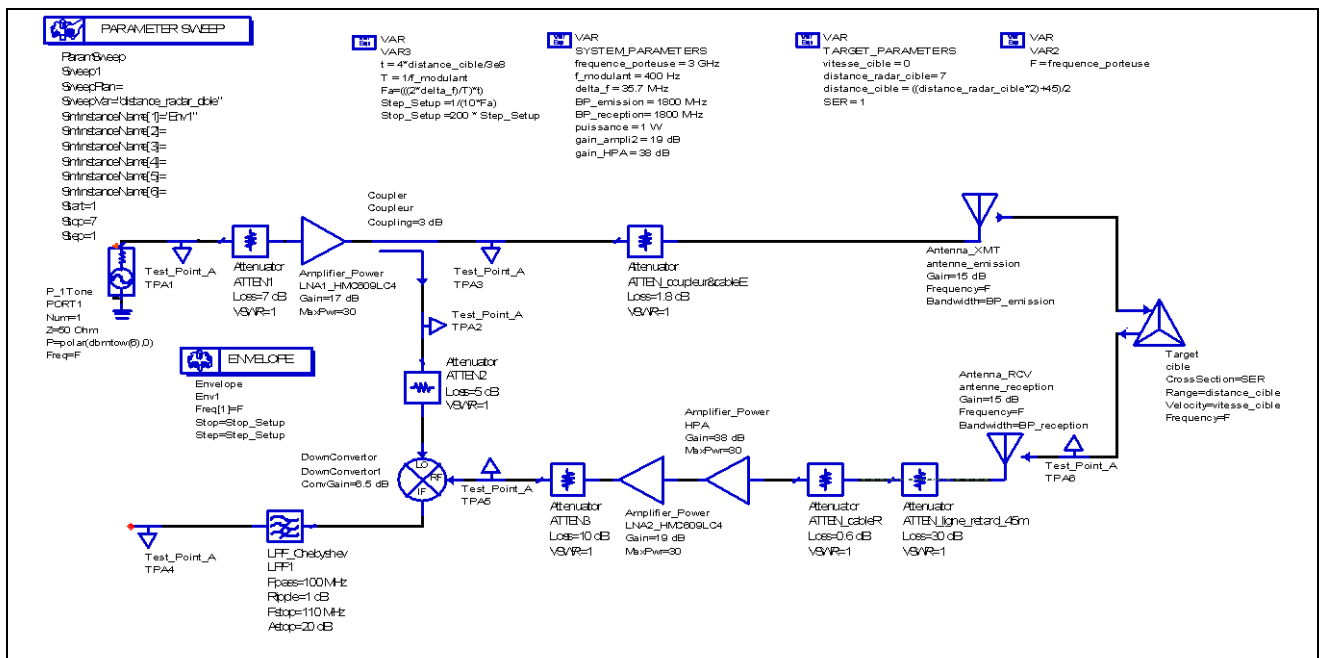 PARAMETER SWEEP
ParamSweep
Sweep1
SweepPlan=
SweepVar="distance_radar_cible"
SimInstanceName[1]="Env1"
SimInstanceName[2]=
SimInstanceName[3]=
SimInstanceName[4]=
SimInstanceName[5]=
SimInstanceName[6]=
Start=1
Stop=7
Step=1
Var
Eqn
VAR
VAR3
t = 4*distance_cible/3e8
T = 1/f_modulant
Fa=(((2*delta_f)/T)*t)
Step_Setup =1/(10*Fa)
Stop_Setup =200 * Step_Setup
Var
Eqn
VAR
SYSTEM_PARAMETERS
frequence_porteuse = 3 GHz
f_modulant = 400 Hz
delta_f = 35.7 MHz
BP_emission = 1800 MHz
BP_reception = 1800 MHz
puissance = 1 W
gain_ampli2 = 19 dB
gain_HPA = 38 dB
Var
Eqn
VAR
TARGET_PARAMETERS
vitesse_cible = 0
distance_radar_cible= 7
distance_cible = ((distance_radar_cible*2)+45)/2
SER = 1
Var
Eqn
VAR
VAR2
F = frequence_porteuse
P_1Tone
PORT1
Num=1
Z=50 Ohm
P=polar(dbmtow(6),0)
Freq=F
Test_Point_A
TPA1
Attenuator
ATTEN1
Loss=7 dB
VSWR=1
Amplifier_Power
LNA1_HMC609LC4
Gain=17 dB
MaxPwr=30
Coupler
Coupleur
Coupling=3 dB
Test_Point_A
TPA3
Attenuator
ATTEN_coupleur&cableE
Loss=1.8 dB
VSWR=1
Antenna_XMT
antenne_emission
Gain=15 dB
Frequency=F
Bandwidth=BP_emission
Target
cible
CrossSection=SER
Range=distance_cible
Velocity=vitesse_cible
Frequency=F
Test_Point_A
TPA2
ENVELOPE
Envelope
Env1
Freq[1]=F
Stop=Stop_Setup
Step=Step_Setup
Attenuator
ATTEN2
Loss=5 dB
VSWR=1
Antenna_RCV
antenne_reception
Gain=15 dB
Frequency=F
Bandwidth=BP_reception
Test_Point_A
TPA6
Attenuator
ATTEN_ligne_retard_45m
Loss=30 dB
VSWR=1
Attenuator
ATTEN_cableR
Loss=0.6 dB
VSWR=1
Amplifier_Power
HPA
Gain=38 dB
MaxPwr=30
Amplifier_Power
LNA2_HMC609LC4
Gain=19 dB
MaxPwr=30
Attenuator
ATTEN3
Loss=10 dB
VSWR=1
Test_Point_A
TPA5
DownConvertor
DownConvertor1
ConvGain=6.5 dB
LO
RF
IF
LPF_Chebyshev
LPF1
Fpass=100 MHz
Ripple=1 dB
Fstop=110 MHz
Astop=20 dB
Test_Point_A
TPA4